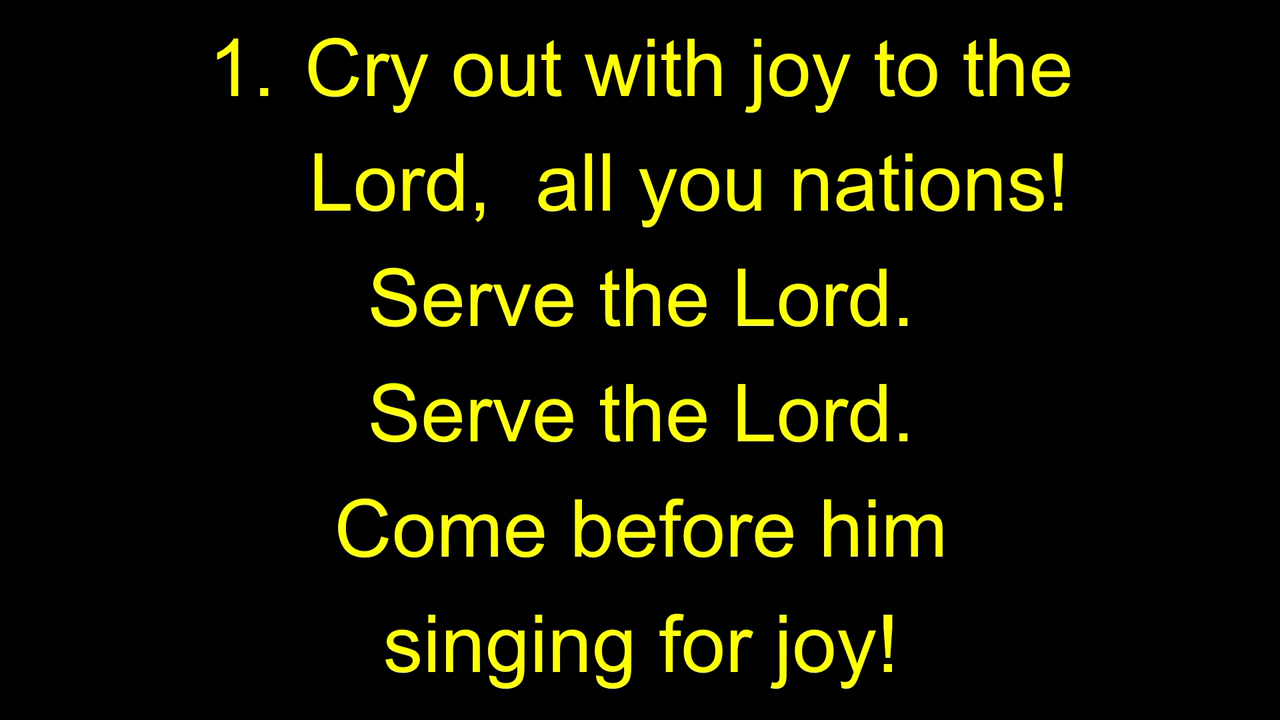 1. Cry out with joy to the
Lord, all you nations!
Serve the Lord.
Serve the Lord.
Come before him
singing for joy!